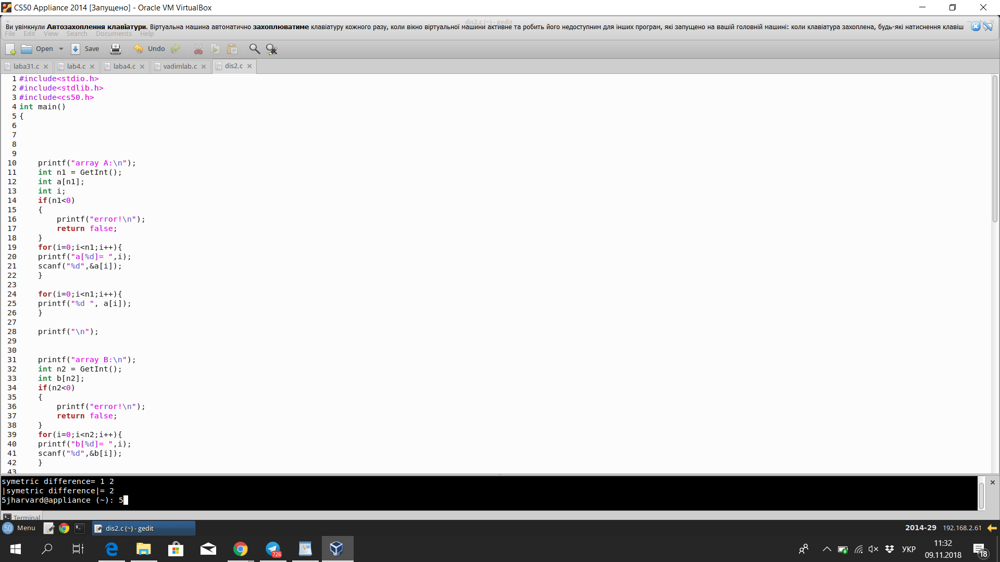 CS50 Appliance 2014 [Запущено] - Oracle VM VirtualBox
dis2.c (~) - gedit
Ви увімкнули Автозахоплення клавіатури. Віртуальна машина автоматично захоплюватиме клавіатуру кожного разу, коли вікно віртуальної машини активне та робить його недоступним для інших програм, які запущено на вашій головній машині: коли клавіатура захоплена, будь-які натиснення клавіш
File Edit View Search Documents Help
Open Save Undo
laba31.c lab4.c laba4.c vadimlab.c dis2.c
1 #include<stdio.h>
2 #include<stdlib.h>
3 #include<cs50.h>
4 int main()
5 {
6
7
8
9
10     printf("array A:\n");
11     int n1 = GetInt();
12     int a[n1];
13     int i;
14     if(n1<0)
15     {
16         printf("error!\n");
17         return false;
18     }
19     for(i=0;i<n1;i++){
20     printf("a[%d]= ",i);
21     scanf("%d",&a[i]);
22     }
23
24     for(i=0;i<n1;i++){
25     printf("%d ", a[i]);
26     }
27
28     printf("\n");
29
30
31     printf("array B:\n");
32     int n2 = GetInt();
33     int b[n2];
34     if(n2<0)
35     {
36         printf("error!\n");
37         return false;
38     }
39     for(i=0;i<n2;i++){
40     printf("b[%d]= ",i);
41     scanf("%d",&b[i]);
42     }
43
symetric difference= 1 2
|symetric difference|= 2
5jharvard@appliance (~): 5
Terminal
50 Menu dis2.c (~) - gedit 2014-29 192.168.2.61
726 УКР 11:32
09.11.2018 18